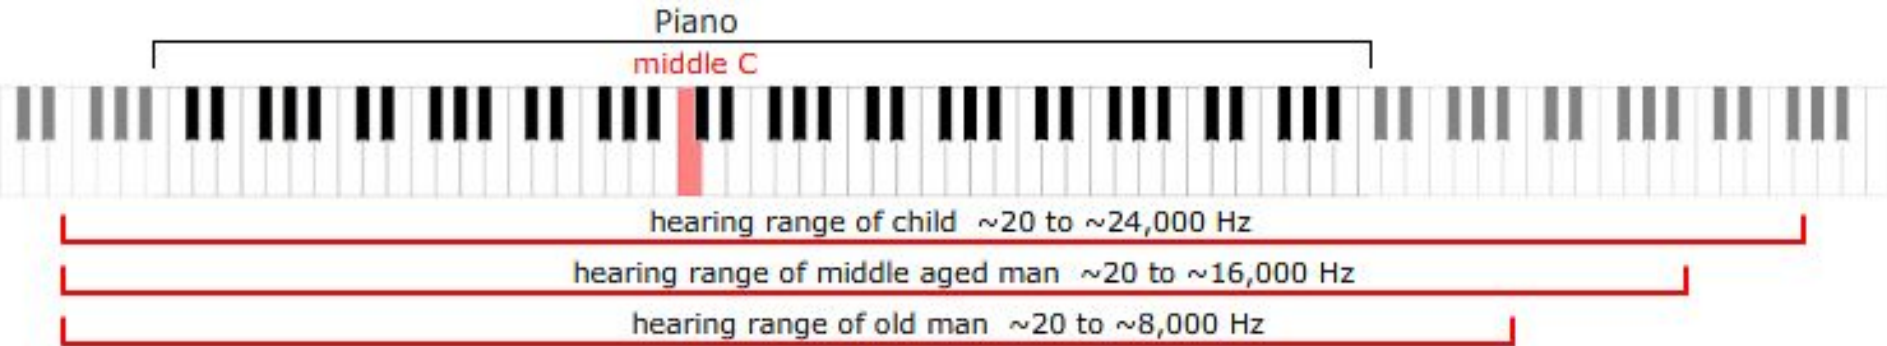 Piano
middle C
hearing range of child ~20 to ~24,000 Hz
hearing range of middle aged man ~20 to ~16,000 Hz
hearing range of old man ~20 to ~8,000 Hz